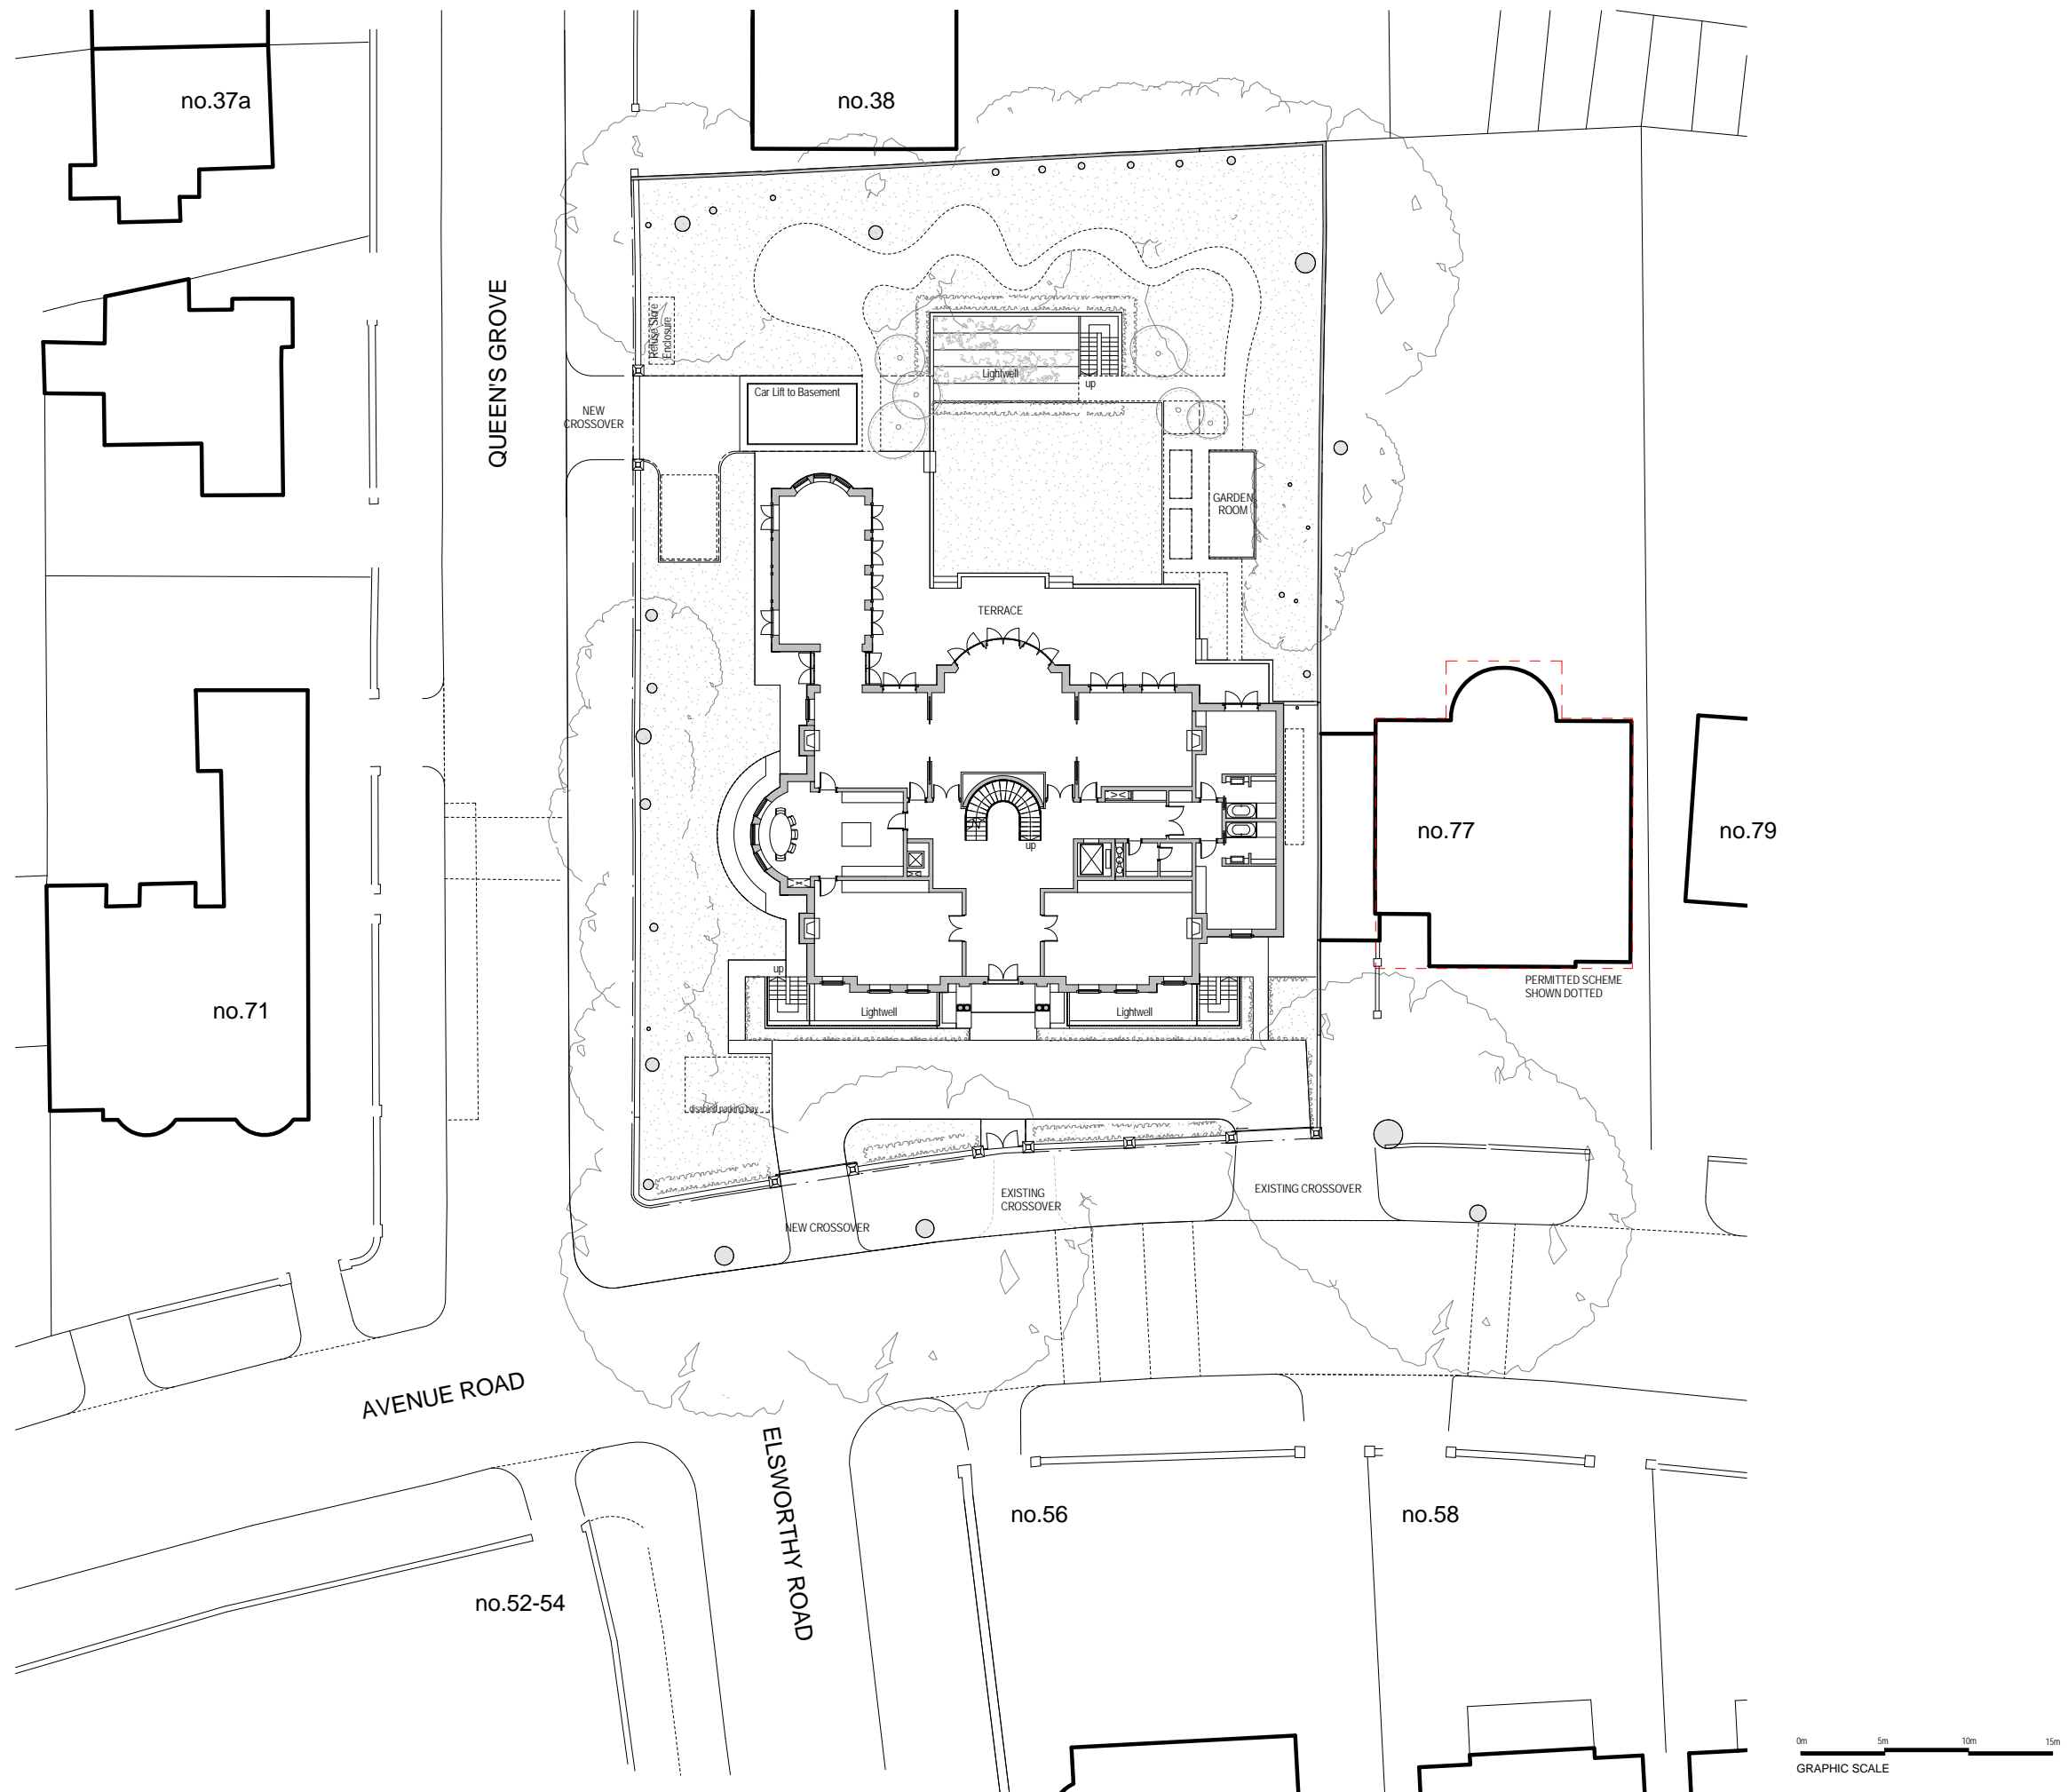 no.37a
no.38
QUEEN'S GROVE
Refuse Store
Enclosure
Lightwell
up
Car Lift to Basement
NEW
CROSSOVER
GARDEN
ROOM
TERRACE
up
no.77
no.79
PERMITTED SCHEME
SHOWN DOTTED
no.71
up
Lightwell
Lightwell
disabled parking bay
EXISTING
CROSSOVER
EXISTING CROSSOVER
NEW CROSSOVER
AVENUE ROAD
ELSWORTHY ROAD
no.56
no.58
no.52-54
0m
5m
10m
15m
GRAPHIC SCALE